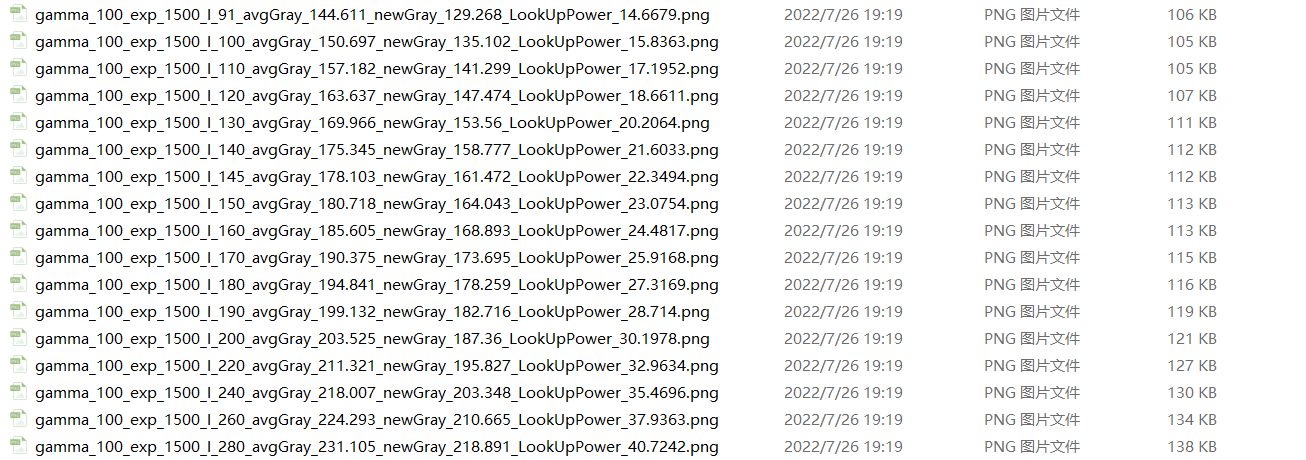 gamma_100_exp_1500_I_91_avgGray_144.611_newGray_129.268_LookUpPower_14.6679.png 2022/7/26 19:19 PNG 图片文件 106 KB
gamma_100_exp_1500_I_100_avgGray_150.697_newGray_135.102_LookUpPower_15.8363.png 2022/7/26 19:19 PNG 图片文件 105 KB
gamma_100_exp_1500_I_110_avgGray_157.182_newGray_141.299_LookUpPower_17.1952.png 2022/7/26 19:19 PNG 图片文件 105 KB
gamma_100_exp_1500_I_120_avgGray_163.637_newGray_147.474_LookUpPower_18.6611.png 2022/7/26 19:19 PNG 图片文件 107 KB
gamma_100_exp_1500_I_130_avgGray_169.966_newGray_153.56_LookUpPower_20.2064.png 2022/7/26 19:19 PNG 图片文件 111 KB
gamma_100_exp_1500_I_140_avgGray_175.345_newGray_158.777_LookUpPower_21.6033.png 2022/7/26 19:19 PNG 图片文件 112 KB
gamma_100_exp_1500_I_145_avgGray_178.103_newGray_161.472_LookUpPower_22.3494.png 2022/7/26 19:19 PNG 图片文件 112 KB
gamma_100_exp_1500_I_150_avgGray_180.718_newGray_164.043_LookUpPower_23.0754.png 2022/7/26 19:19 PNG 图片文件 113 KB
gamma_100_exp_1500_I_160_avgGray_185.605_newGray_168.893_LookUpPower_24.4817.png 2022/7/26 19:19 PNG 图片文件 113 KB
gamma_100_exp_1500_I_170_avgGray_190.375_newGray_173.695_LookUpPower_25.9168.png 2022/7/26 19:19 PNG 图片文件 115 KB
gamma_100_exp_1500_I_180_avgGray_194.841_newGray_178.259_LookUpPower_27.3169.png 2022/7/26 19:19 PNG 图片文件 116 KB
gamma_100_exp_1500_I_190_avgGray_199.132_newGray_182.716_LookUpPower_28.714.png 2022/7/26 19:19 PNG 图片文件 119 KB
gamma_100_exp_1500_I_200_avgGray_203.525_newGray_187.36_LookUpPower_30.1978.png 2022/7/26 19:19 PNG 图片文件 121 KB
gamma_100_exp_1500_I_220_avgGray_211.321_newGray_195.827_LookUpPower_32.9634.png 2022/7/26 19:19 PNG 图片文件 127 KB
gamma_100_exp_1500_I_240_avgGray_218.007_newGray_203.348_LookUpPower_35.4696.png 2022/7/26 19:19 PNG 图片文件 130 KB
gamma_100_exp_1500_I_260_avgGray_224.293_newGray_210.665_LookUpPower_37.9363.png 2022/7/26 19:19 PNG 图片文件 134 KB
gamma_100_exp_1500_I_280_avgGray_231.105_newGray_218.891_LookUpPower_40.7242.png 2022/7/26 19:19 PNG 图片文件 138 KB